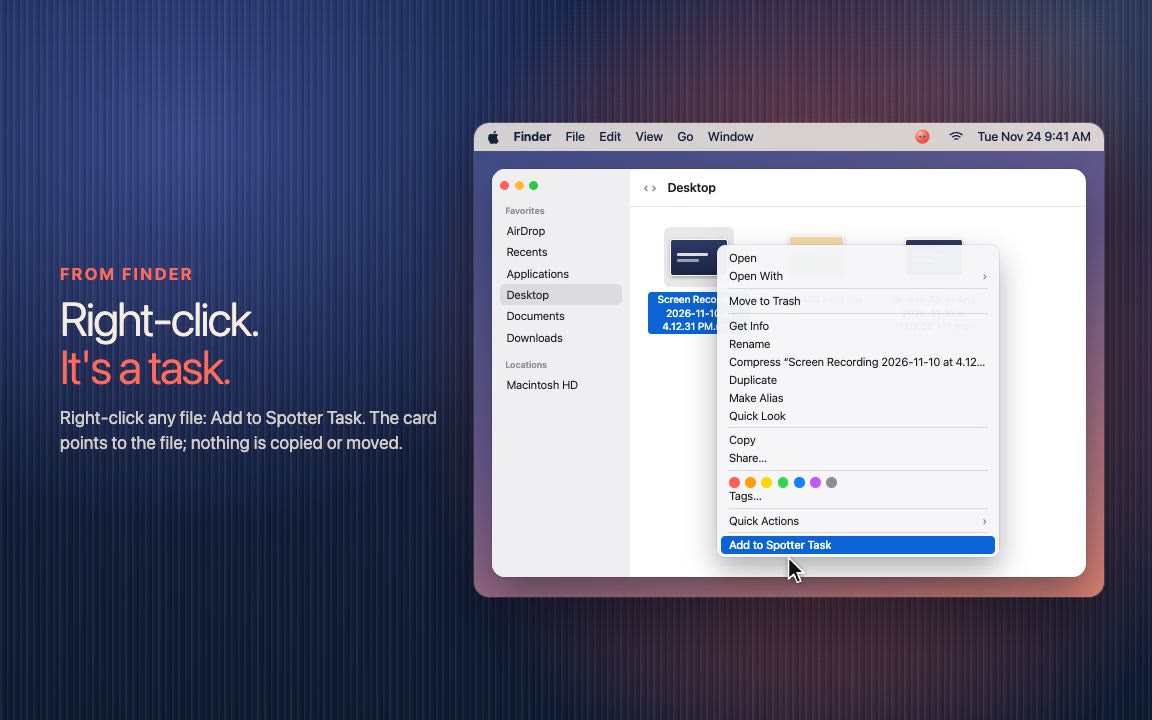 FROM FINDER
Right-click.
It's a task.
Right-click any file: Add to Spotter Task. The card
points to the file; nothing is copied or moved.
Finder File Edit View Go Window Tue Nov 24 9:41 AM
Favorites
AirDrop
Recents
Applications
Desktop
Documents
Downloads
Locations
Macintosh HD
‹ › Desktop
Screen Reco
2026-11-10
4.12.31 PM.
Open
Open With ›
Move to Trash
Get Info
Rename
Compress “Screen Recording 2026-11-10 at 4.12...
Duplicate
Make Alias
Quick Look
Copy
Share...
Tags...
Quick Actions ›
Add to Spotter Task